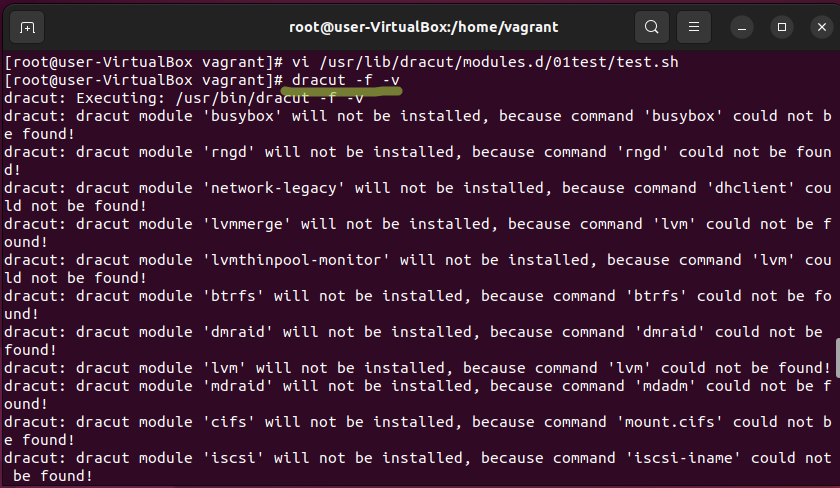 root@user-VirtualBox:/home/vagrant
[root@user-VirtualBox vagrant]# vi /usr/lib/dracut/modules.d/01test/test.sh
[root@user-VirtualBox vagrant]# dracut -f -v
dracut: Executing: /usr/bin/dracut -f -v
dracut: dracut module 'busybox' will not be installed, because command 'busybox' could not b
e found!
dracut: dracut module 'rngd' will not be installed, because command 'rngd' could not be foun
d!
dracut: dracut module 'network-legacy' will not be installed, because command 'dhclient' cou
ld not be found!
dracut: dracut module 'lvmmerge' will not be installed, because command 'lvm' could not be f
ound!
dracut: dracut module 'lvmthinpool-monitor' will not be installed, because command 'lvm' cou
ld not be found!
dracut: dracut module 'btrfs' will not be installed, because command 'btrfs' could not be fo
und!
dracut: dracut module 'dmraid' will not be installed, because command 'dmraid' could not be
found!
dracut: dracut module 'lvm' will not be installed, because command 'lvm' could not be found!
dracut: dracut module 'mdraid' will not be installed, because command 'mdadm' could not be f
ound!
dracut: dracut module 'cifs' will not be installed, because command 'mount.cifs' could not b
e found!
dracut: dracut module 'iscsi' will not be installed, because command 'iscsi-iname' could not
 be found!